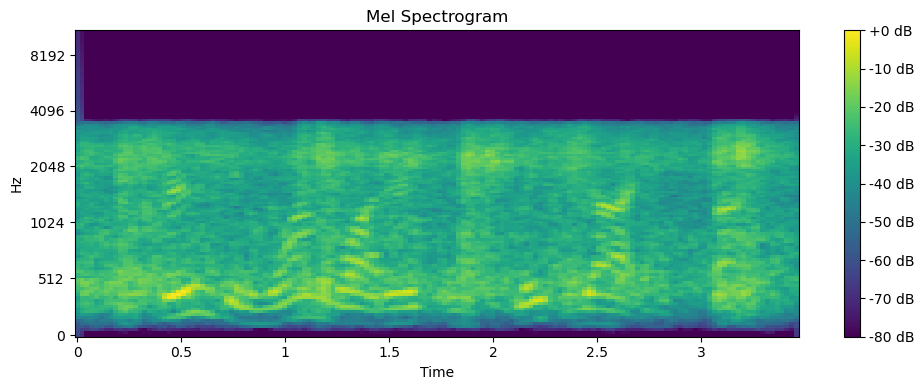 Mel Spectrogram
8192
4096
2048
1024
512
0
Hz
0
0.5
1
1.5
2
2.5
3
Time
+0 dB
-10 dB
-20 dB
-30 dB
-40 dB
-50 dB
-60 dB
-70 dB
-80 dB